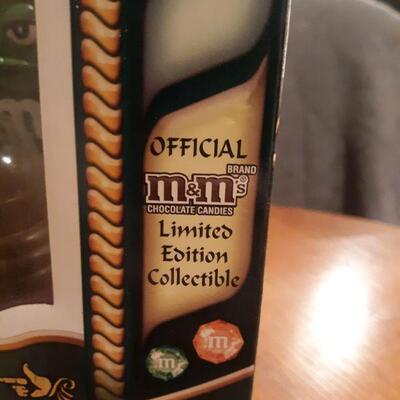 OFFICIAL
BRAND
m&m's®
CHOCOLATE CANDIES
Limited
Edition
Collectible
m m